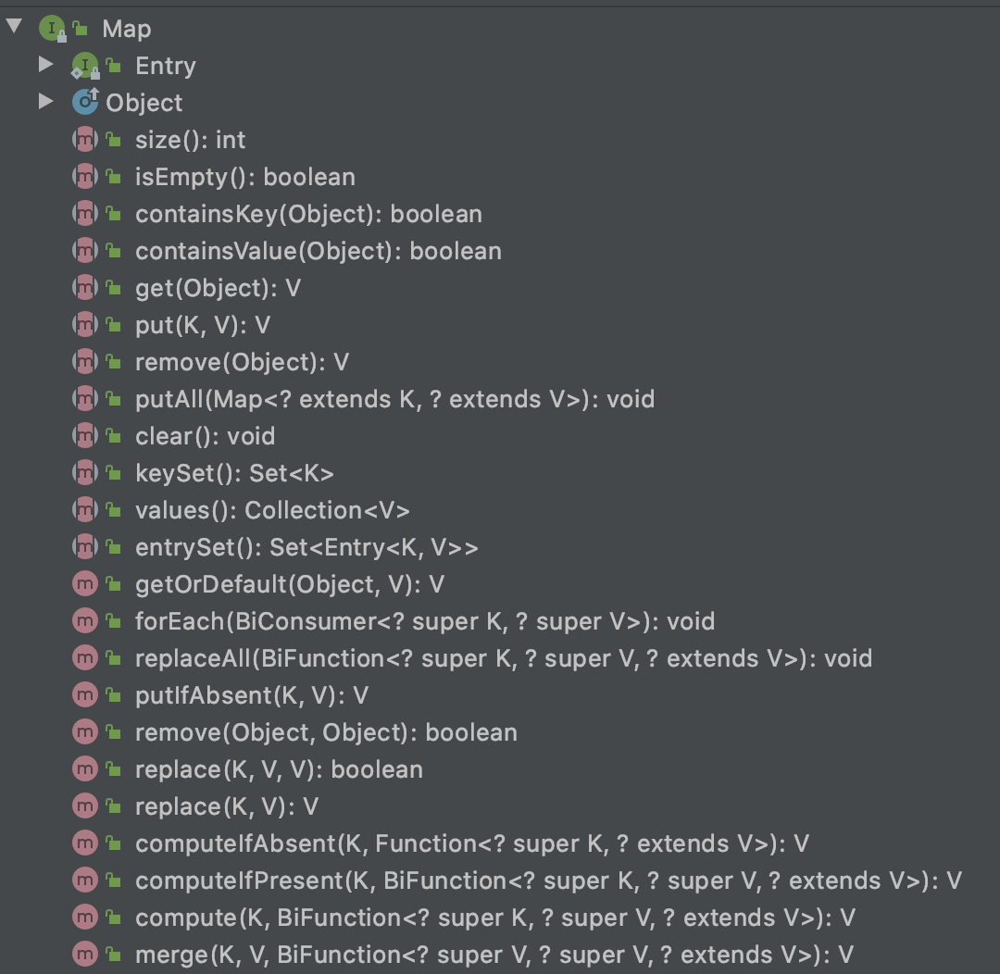 Map
Entry
Object
size(): int
isEmpty(): boolean
containsKey(Object): boolean
containsValue(Object): boolean
get(Object): V
put(K, V): V
remove(Object): V
putAll(Map<? extends K, ? extends V>): void
clear(): void
keySet(): Set<K>
values(): Collection<V>
entrySet(): Set<Entry<K, V>>
getOrDefault(Object, V): V
forEach(BiConsumer<? super K, ? super V>): void
replaceAll(BiFunction<? super K, ? super V, ? extends V>): void
putIfAbsent(K, V): V
remove(Object, Object): boolean
replace(K, V, V): boolean
replace(K, V): V
computeIfAbsent(K, Function<? super K, ? extends V>): V
computeIfPresent(K, BiFunction<? super K, ? super V, ? extends V>): V
compute(K, BiFunction<? super K, ? super V, ? extends V>): V
merge(K, V, BiFunction<? super V, ? super V, ? extends V>): V